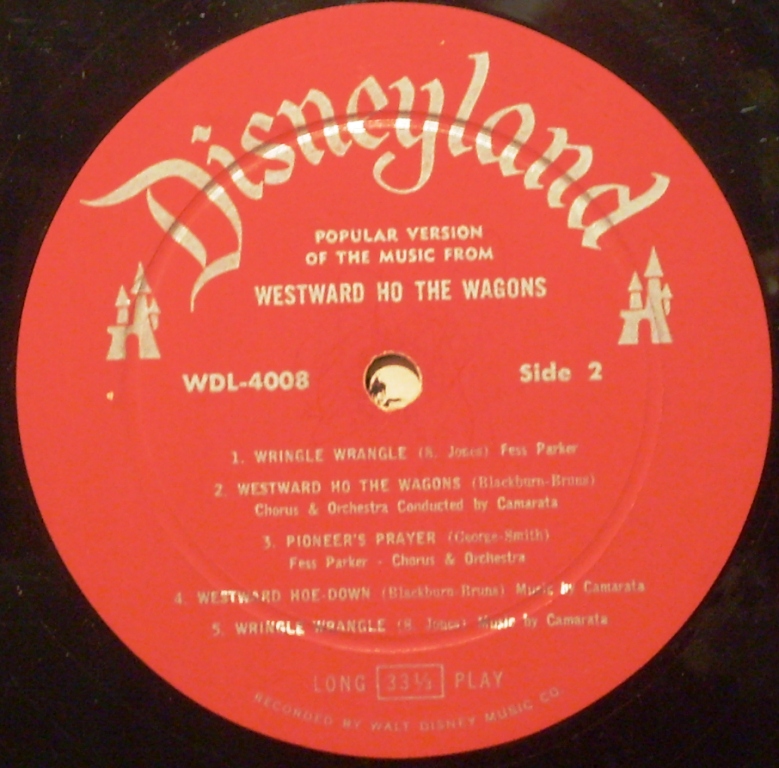 Disneyland
POPULAR VERSION
OF THE MUSIC FROM
WESTWARD HO THE WAGONS
WDL-4008
Side 2
1. WRINGLE WRANGLE (S. Jones) Fess Parker
2. WESTWARD HO THE WAGONS (Blackburn-Bruns)
Chorus & Orchestra Conducted by Camarata
3. PIONEER'S PRAYER (George-Smith)
Fess Parker - Chorus & Orchestra
4. WESTWARD HOE-DOWN (Blackburn-Bruns) Music by Camarata
5. WRINGLE WRANGLE (S. Jones) Music by Camarata
LONG 33⅓ PLAY
RECORDED BY WALT DISNEY MUSIC CO.